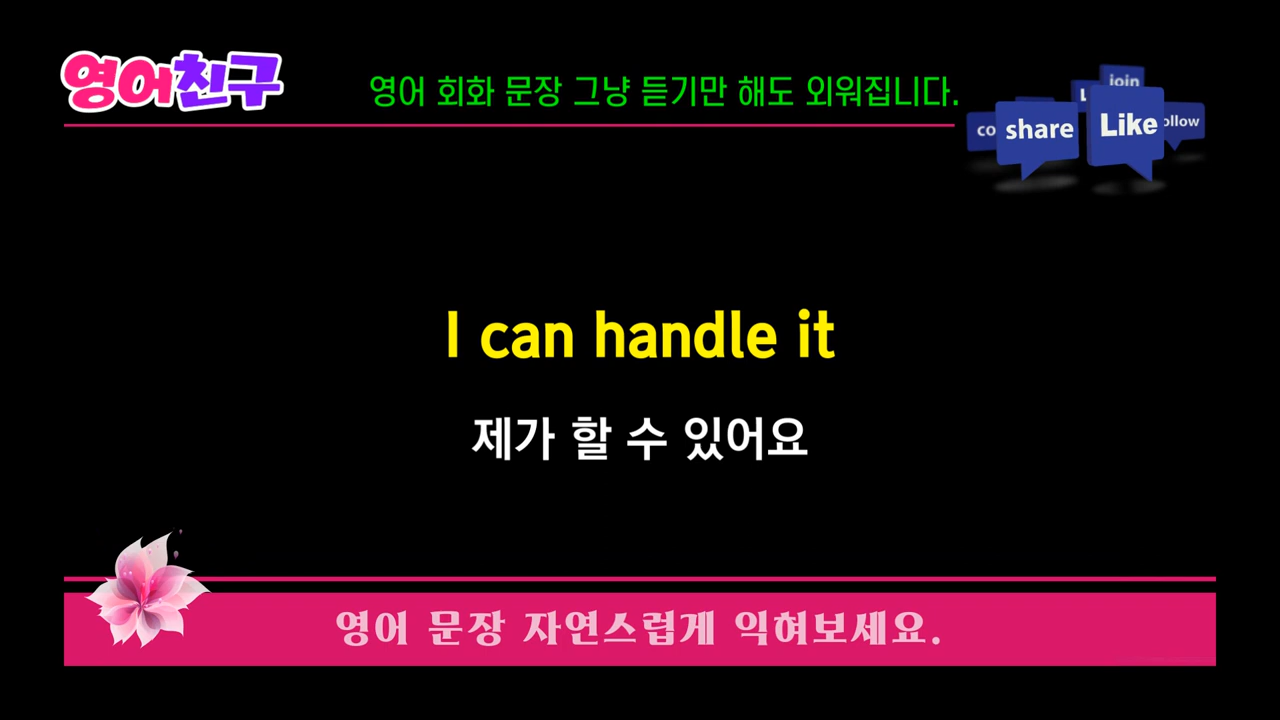 영어친구
영어 회화 문장 그냥 듣기만 해도 외워집니다.
join
share
Like
I can handle it
제가 할 수 있어요
영어 문장 자연스럽게 익혀보세요.